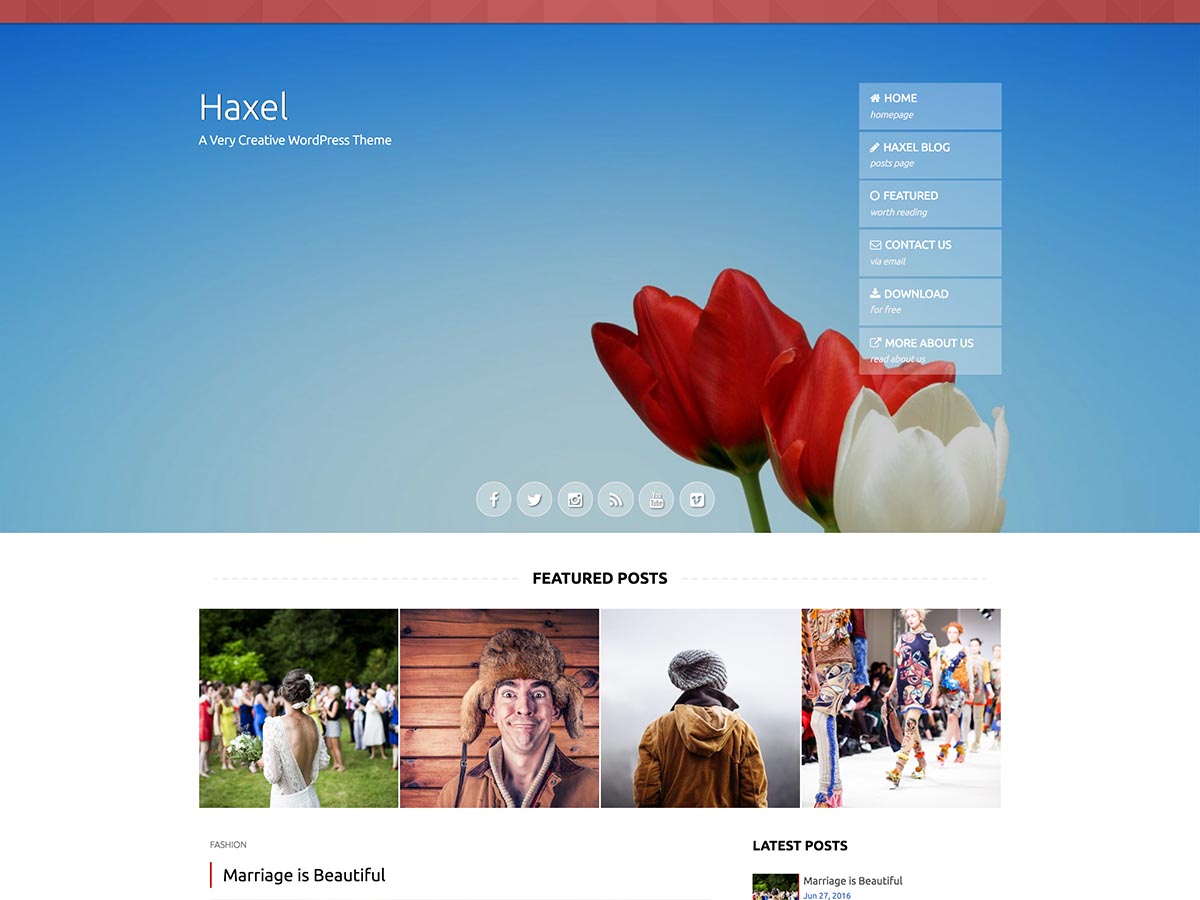 Haxel
A Very Creative WordPress Theme
HOME
homepage
HAXEL BLOG
posts page
FEATURED
worth reading
CONTACT US
via email
DOWNLOAD
for free
MORE ABOUT US
read about us
You
Tube
FEATURED POSTS
FASHION
Marriage is Beautiful
LATEST POSTS
Marriage is Beautiful
Jun 27, 2016